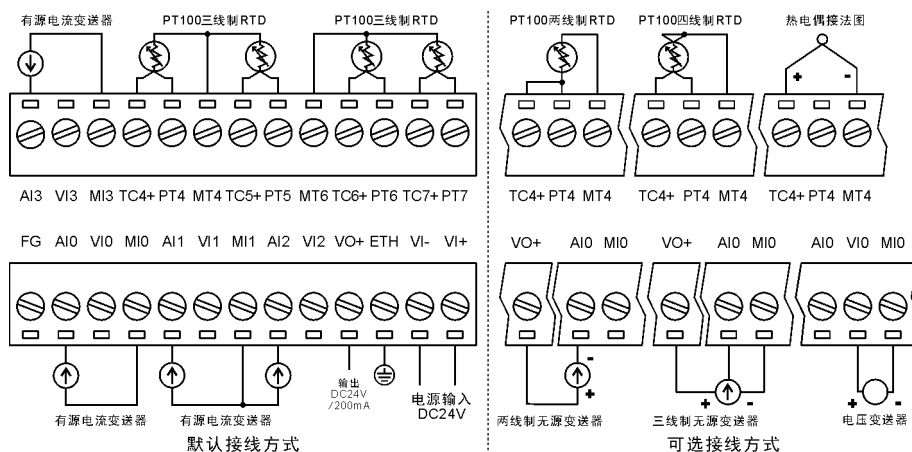 有源电流变送器 PT100三线制RTD PT100三线制RTD PT100两线制RTD PT100四线制RTD 热电偶接法图
+ -
AI3 VI3 MI3 TC4+ PT4 MT4 TC5+ PT5 MT6 TC6+ PT6 TC7+ PT7 TC4+ PT4 MT4 TC4+ PT4 MT4 TC4+ PT4 MT4
FG AI0 VI0 MI0 AI1 VI1 MI1 AI2 VI2 VO+ ETH VI- VI+ VO+ AI0 MI0 VO+ AI0 MI0 AI0 VI0 MI0
有源电流变送器
有源电流变送器
输出
DC24V
/200mA
电源输入
DC24V
-
+
两线制无源变送器
+ -
三线制无源变送器
+ -
电压变送器
默认接线方式 可选接线方式